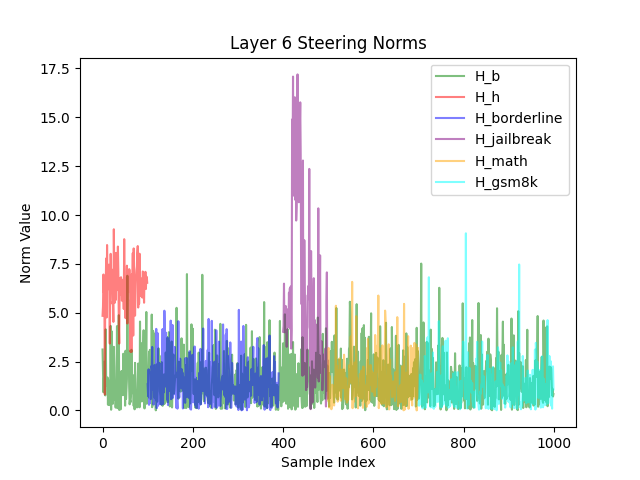 Layer 6 Steering Norms
17.5
15.0
12.5
10.0
7.5
5.0
2.5
0.0
Norm Value
H_b
H_h
H_borderline
H_jailbreak
H_math
H_gsm8k
0 200 400 600 800 1000
Sample Index